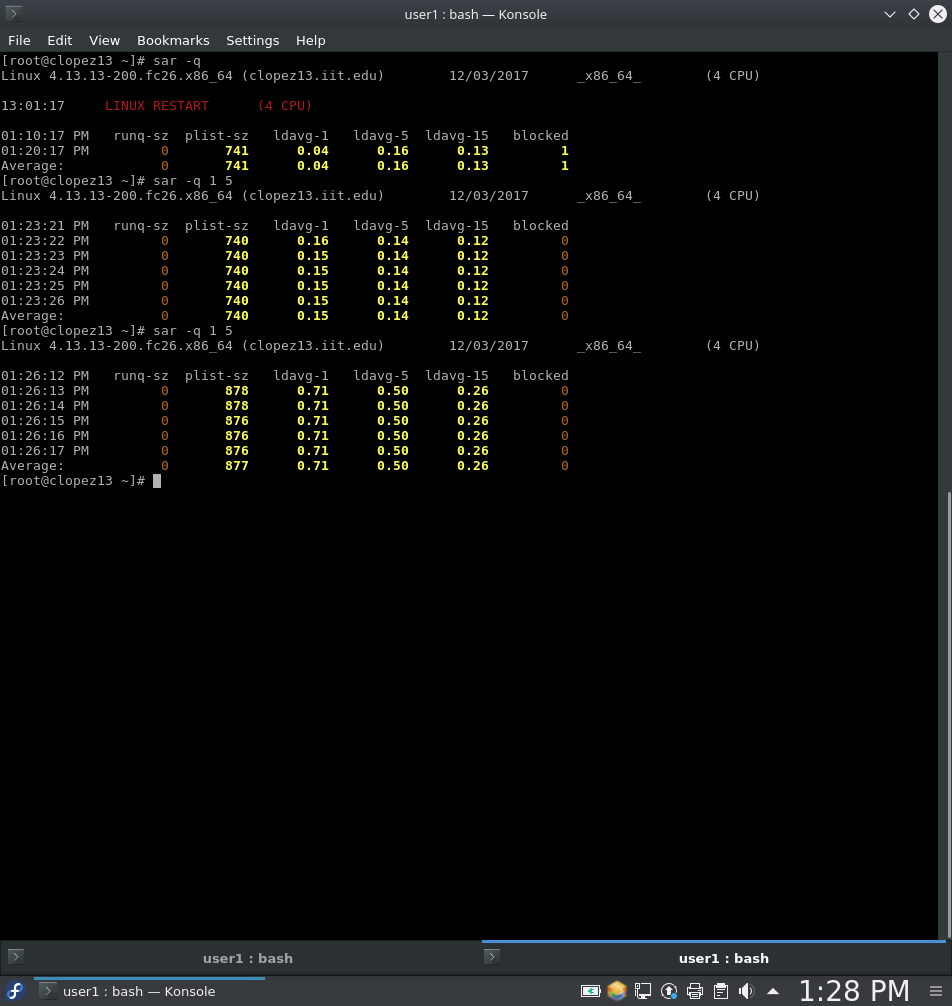 user1 : bash — Konsole
File Edit View Bookmarks Settings Help
[root@clopez13 ~]# sar -q
Linux 4.13.13-200.fc26.x86_64 (clopez13.iit.edu) 12/03/2017 _x86_64_ (4 CPU)
13:01:17 LINUX RESTART (4 CPU)
01:10:17 PM runq-sz plist-sz ldavg-1 ldavg-5 ldavg-15 blocked
01:20:17 PM 0 741 0.04 0.16 0.13 1
Average: 0 741 0.04 0.16 0.13 1
[root@clopez13 ~]# sar -q 1 5
Linux 4.13.13-200.fc26.x86_64 (clopez13.iit.edu) 12/03/2017 _x86_64_ (4 CPU)
01:23:21 PM runq-sz plist-sz ldavg-1 ldavg-5 ldavg-15 blocked
01:23:22 PM 0 740 0.16 0.14 0.12 0
01:23:23 PM 0 740 0.15 0.14 0.12 0
01:23:24 PM 0 740 0.15 0.14 0.12 0
01:23:25 PM 0 740 0.15 0.14 0.12 0
01:23:26 PM 0 740 0.15 0.14 0.12 0
Average: 0 740 0.15 0.14 0.12 0
[root@clopez13 ~]# sar -q 1 5
Linux 4.13.13-200.fc26.x86_64 (clopez13.iit.edu) 12/03/2017 _x86_64_ (4 CPU)
01:26:12 PM runq-sz plist-sz ldavg-1 ldavg-5 ldavg-15 blocked
01:26:13 PM 0 878 0.71 0.50 0.26 0
01:26:14 PM 0 878 0.71 0.50 0.26 0
01:26:15 PM 0 876 0.71 0.50 0.26 0
01:26:16 PM 0 876 0.71 0.50 0.26 0
01:26:17 PM 0 876 0.71 0.50 0.26 0
Average: 0 877 0.71 0.50 0.26 0
[root@clopez13 ~]#
user1 : bash user1 : bash
user1 : bash — Konsole 1:28 PM